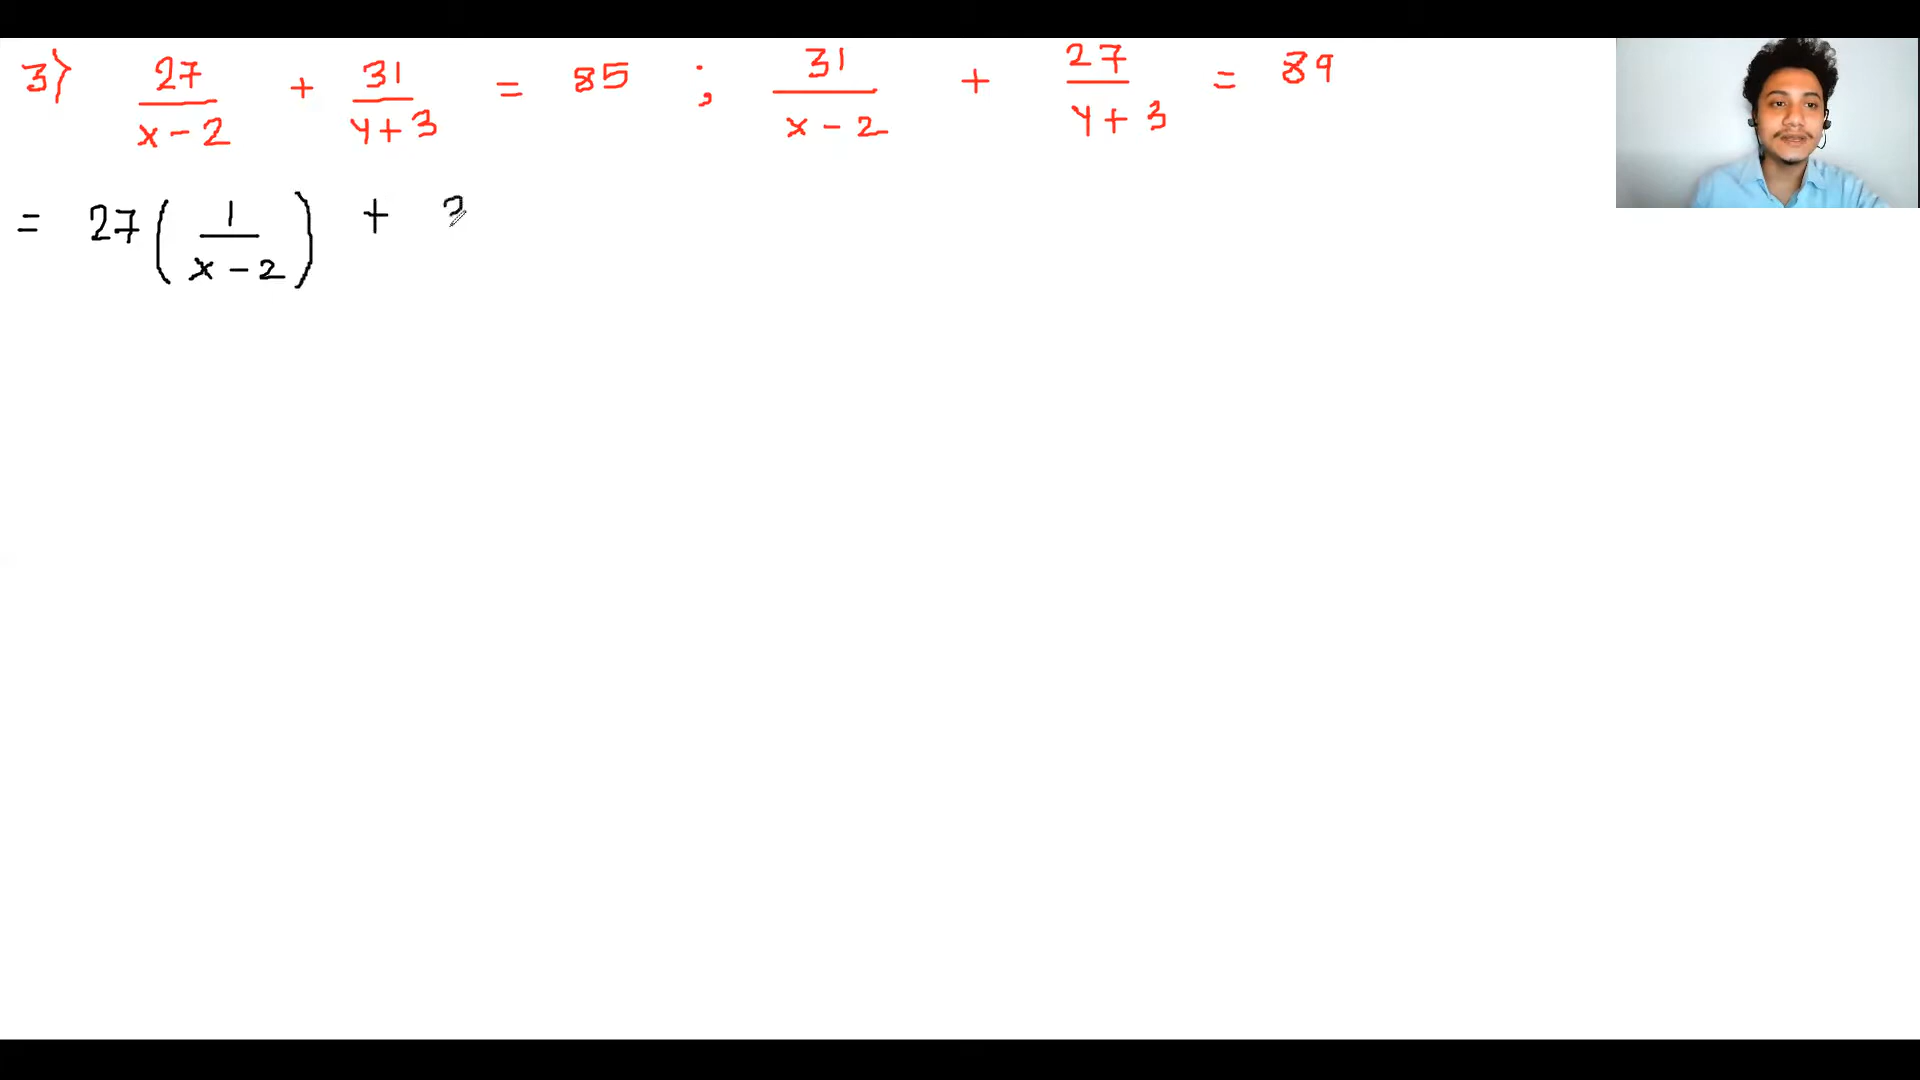 3) 27/(x-2) + 31/(y+3) = 85 ; 31/(x-2) + 27/(y+3) = 89
= 27(1/(x-2)) +